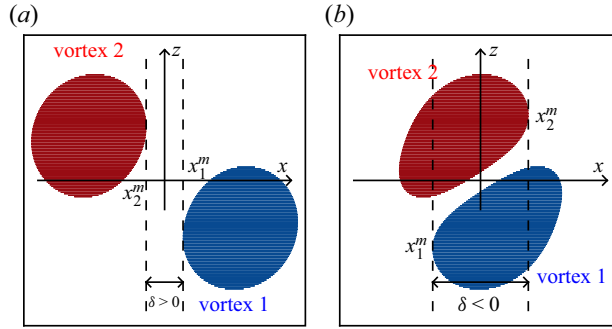 (a)
vortex 2
z
x_1^m
x
x_2^m
δ > 0
vortex 1
(b)
z
vortex 2
x_2^m
x
x_1^m
vortex 1
δ < 0